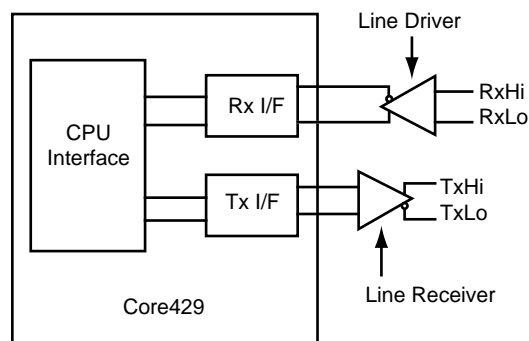 Line Driver
RxHi
RxLo
Rx I/F
CPU
Interface
TxHi
TxLo
Tx I/F
Line Receiver
Core429